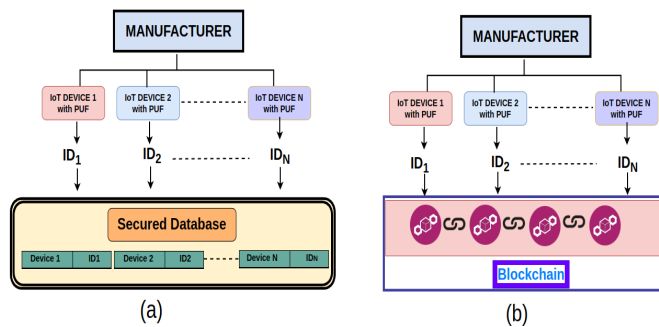 MANUFACTURER
IoT DEVICE 1
with PUF
IoT DEVICE 2
with PUF
IoT DEVICE N
with PUF
ID1
ID2
IDN
Secured Database
Device 1 ID1 Device 2 ID2 Device N IDN
(a)
MANUFACTURER
IoT DEVICE 1
with PUF
IoT DEVICE 2
with PUF
IoT DEVICE N
with PUF
ID1
ID2
IDN
Blockchain
(b)